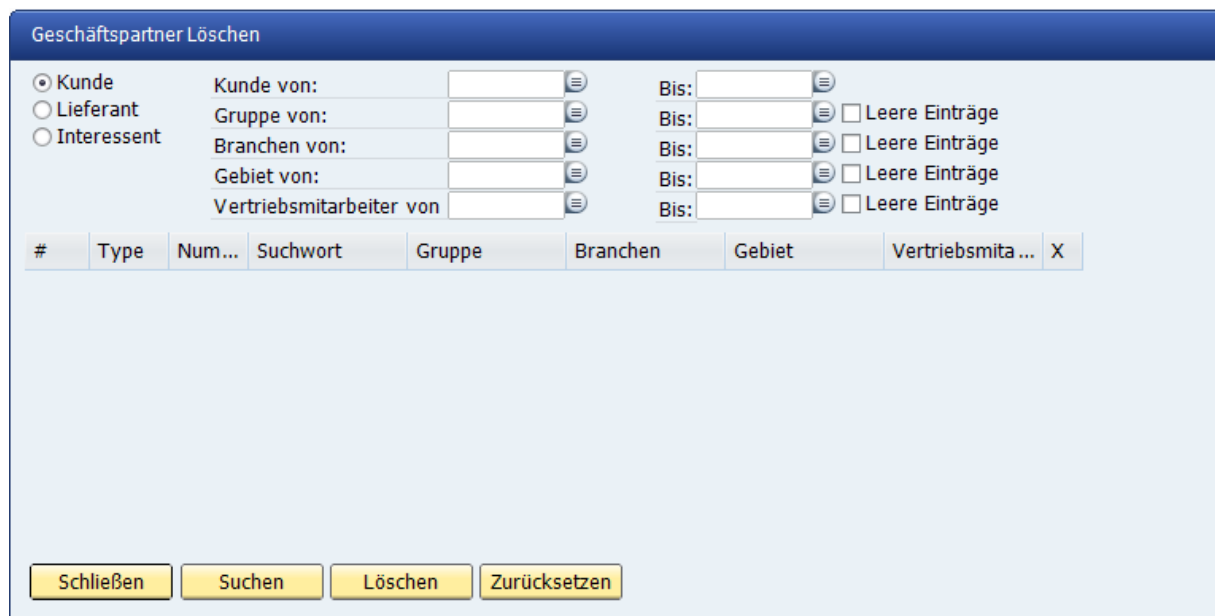 Geschäftspartner Löschen
Kunde Kunde von: Bis:
Lieferant Gruppe von: Bis: Leere Einträge
Interessent Branchen von: Bis: Leere Einträge
Gebiet von: Bis: Leere Einträge
Vertriebsmitarbeiter von Bis: Leere Einträge
# Type Num... Suchwort Gruppe Branchen Gebiet Vertriebsmita... X
Schließen Suchen Löschen Zurücksetzen